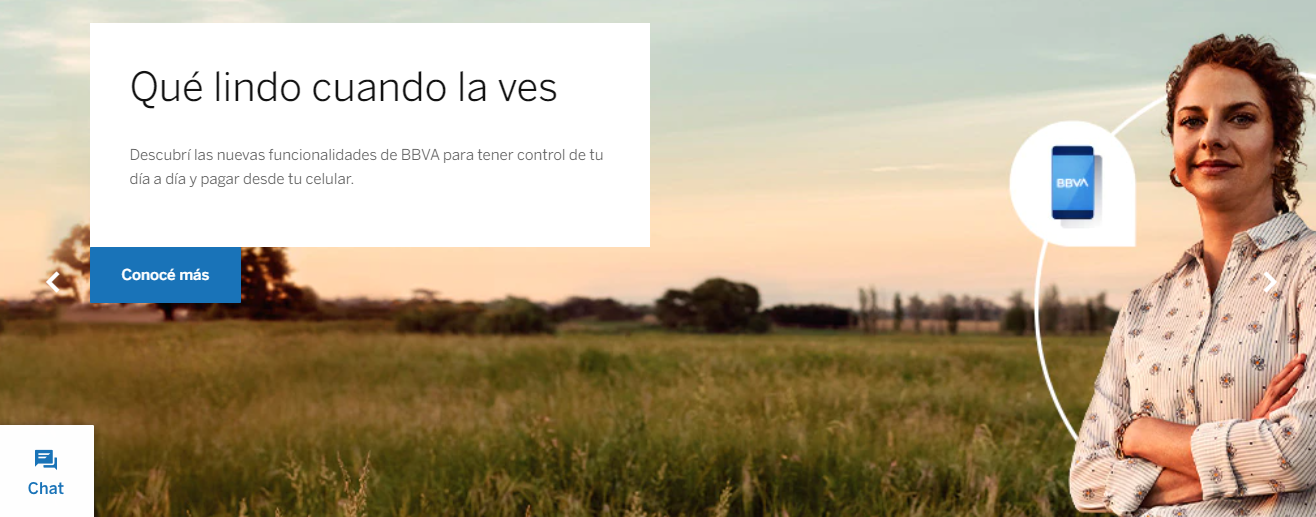 Qué lindo cuando la ves
Descubrí las nuevas funcionalidades de BBVA para tener control de tu
día a día y pagar desde tu celular.
Conocé más
BBVA
Chat